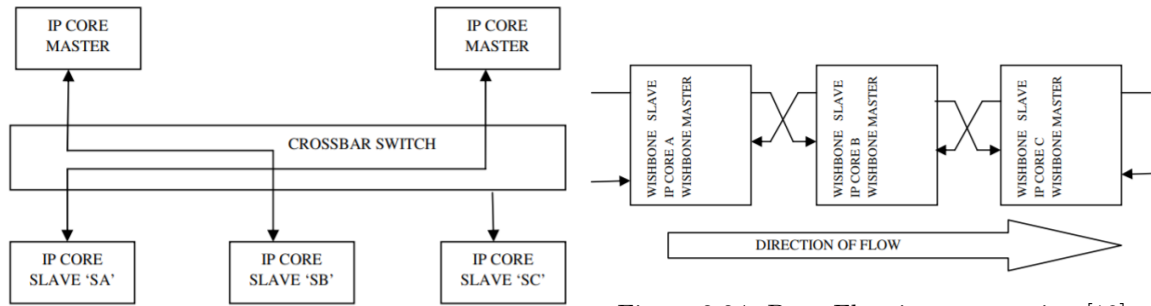 IP CORE
MASTER
IP CORE
MASTER
CROSSBAR SWITCH
IP CORE
SLAVE ‘SA’
IP CORE
SLAVE ‘SB’
IP CORE
SLAVE ‘SC’
WISHBONE SLAVE
IP CORE A
WISHBONE MASTER
WISHBONE SLAVE
IP CORE B
WISHBONE MASTER
WISHBONE SLAVE
IP CORE C
WISHBONE MASTER
DIRECTION OF FLOW